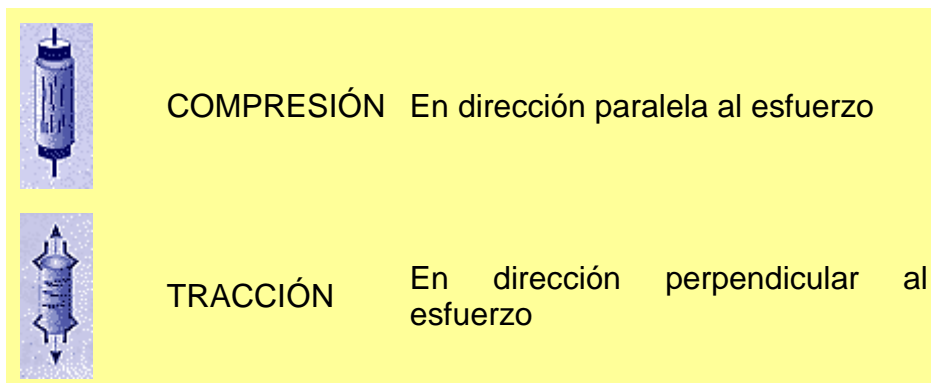 COMPRESIÓN En dirección paralela al esfuerzo
TRACCIÓN
En dirección perpendicular al
esfuerzo